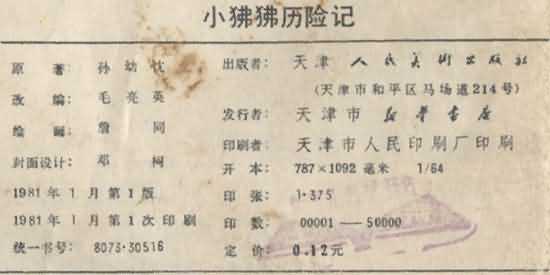 小狒狒历险记
原著：孙幼忱
改编：毛亮英
绘画：詹同
封面设计：邓柯
1981年1月第1版
1981年1月第1次印刷
统一书号：8073·30516
出版者：天津人民美術出版社
(天津市和平区马场道214号)
发行者：天津市新华書店
印刷者：天津市人民印刷厂印刷
开本：787×1092毫米 1/64
印张：1·375
印数：00001——50000
定价：0.12元